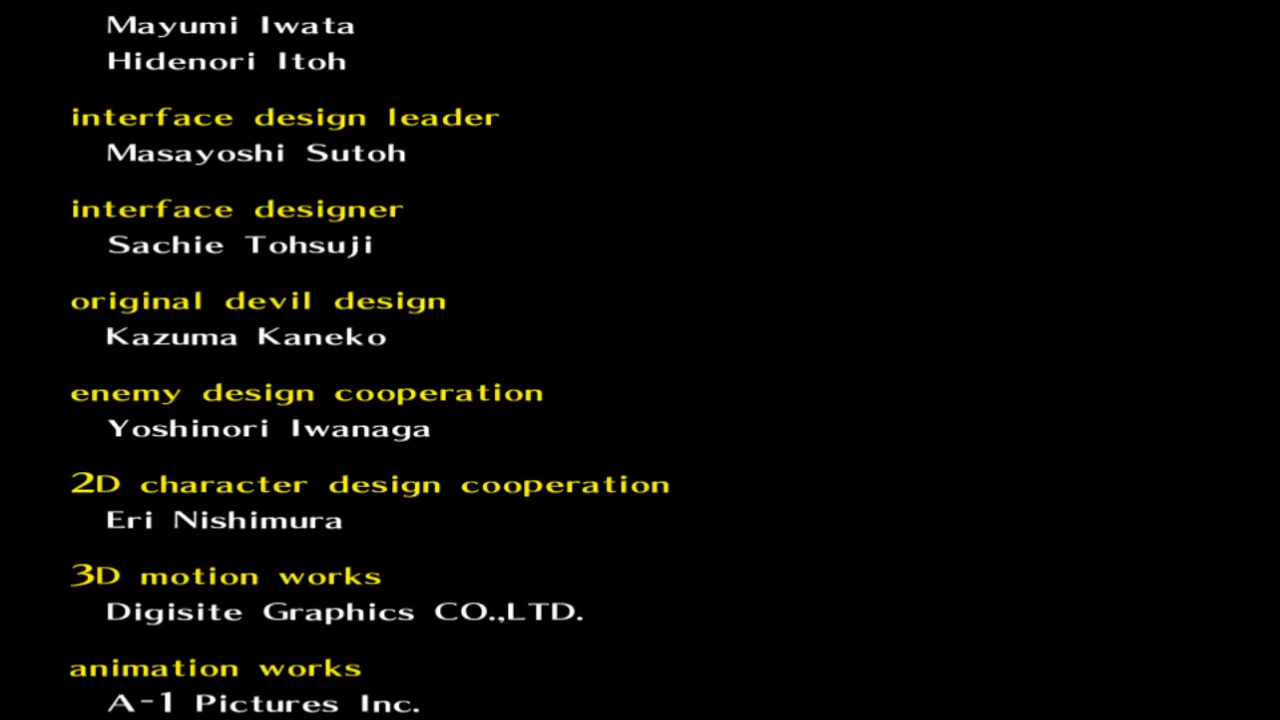 Mayumi Iwata
Hidenori Itoh
interface design leader
Masayoshi Sutoh
interface designer
Sachie Tohsuji
original devil design
Kazuma Kaneko
enemy design cooperation
Yoshinori Iwanaga
2D character design cooperation
Eri Nishimura
3D motion works
Digisite Graphics CO.,LTD.
animation works
A-1 Pictures Inc.